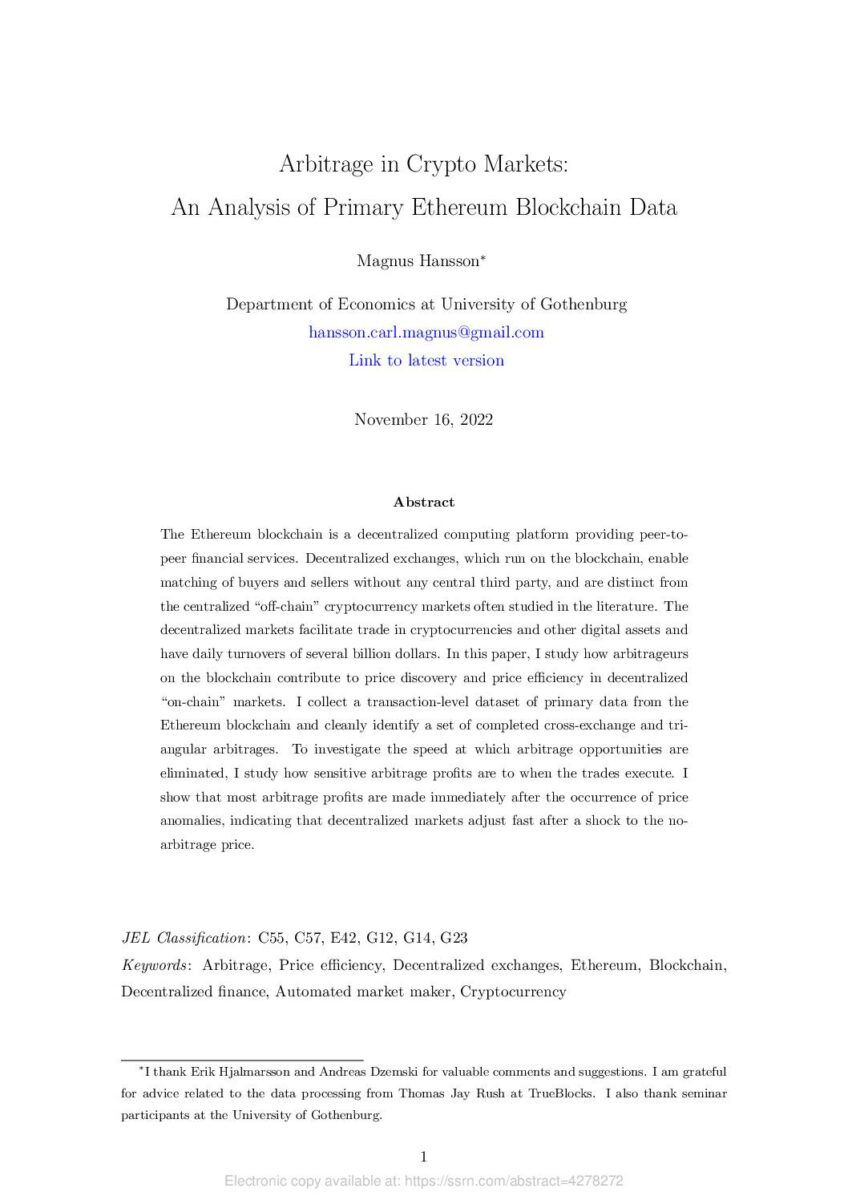 Arbitrage in Crypto Markets:
An Analysis of Primary Ethereum Blockchain Data
Magnus Hansson*
Department of Economics at University of Gothenburg
hansson.carl.magnus@gmail.com
Link to latest version
November 16, 2022
Abstract
The Ethereum blockchain is a decentralized computing platform providing peer-to-
peer financial services. Decentralized exchanges, which run on the blockchain, enable
matching of buyers and sellers without any central third party, and are distinct from
the centralized “off-chain” cryptocurrency markets often studied in the literature. The
decentralized markets facilitate trade in cryptocurrencies and other digital assets and
have daily turnovers of several billion dollars. In this paper, I study how arbitrageurs
on the blockchain contribute to price discovery and price efficiency in decentralized
“on-chain” markets. I collect a transaction-level dataset of primary data from the
Ethereum blockchain and cleanly identify a set of completed cross-exchange and tri-
angular arbitrages. To investigate the speed at which arbitrage opportunities are
eliminated, I study how sensitive arbitrage profits are to when the trades execute. I
show that most arbitrage profits are made immediately after the occurrence of price
anomalies, indicating that decentralized markets adjust fast after a shock to the no-
arbitrage price.
JEL Classification: C55, C57, E42, G12, G14, G23
Keywords: Arbitrage, Price efficiency, Decentralized exchanges, Ethereum, Blockchain,
Decentralized finance, Automated market maker, Cryptocurrency
*I thank Erik Hjalmarsson and Andreas Dzemski for valuable comments and suggestions. I am grateful
for advice related to the data processing from Thomas Jay Rush at TrueBlocks. I also thank seminar
participants at the University of Gothenburg.
1
Electronic copy available at: https://ssrn.com/abstract=4278272